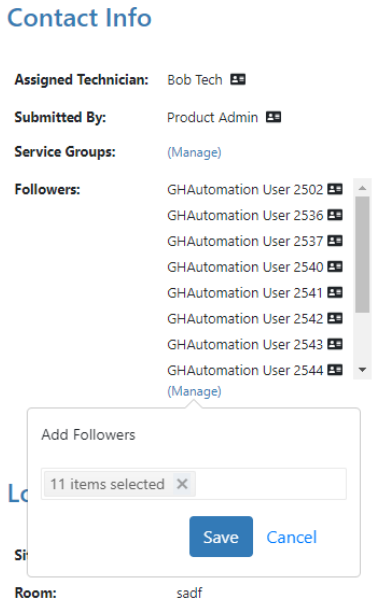 Contact Info
Assigned Technician: Bob Tech
Submitted By: Product Admin
Service Groups: (Manage)
Followers: GHAutomation User 2502
GHAutomation User 2536
GHAutomation User 2537
GHAutomation User 2540
GHAutomation User 2541
GHAutomation User 2542
GHAutomation User 2543
GHAutomation User 2544
(Manage)
Add Followers
11 items selected ×
Save Cancel
Room: sadf